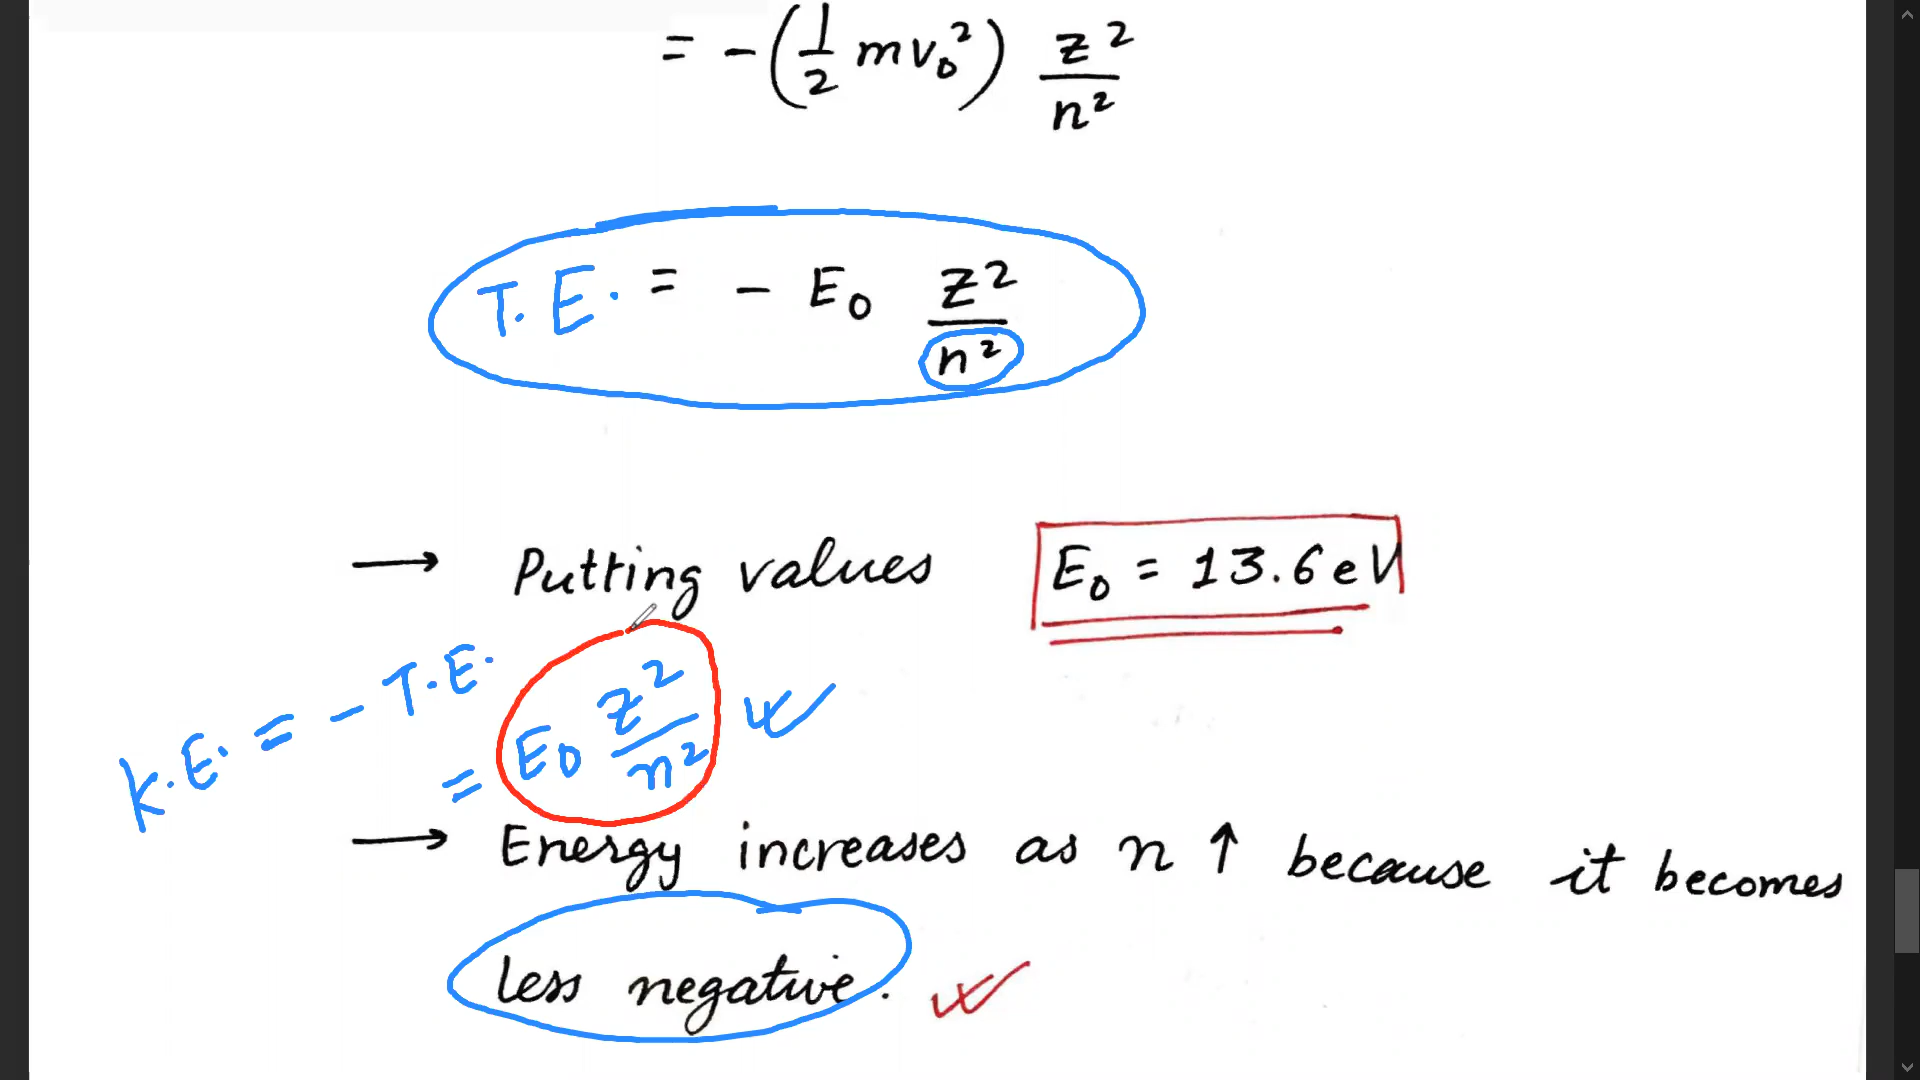 = -(1/2 mv₀²) z²/n²
T.E. = - E₀ z²/n²
→ Putting values E₀ = 13.6 eV
K.E. = - T.E.
= E₀ z²/n²
→ Energy increases as n ↑ because it becomes
less negative.